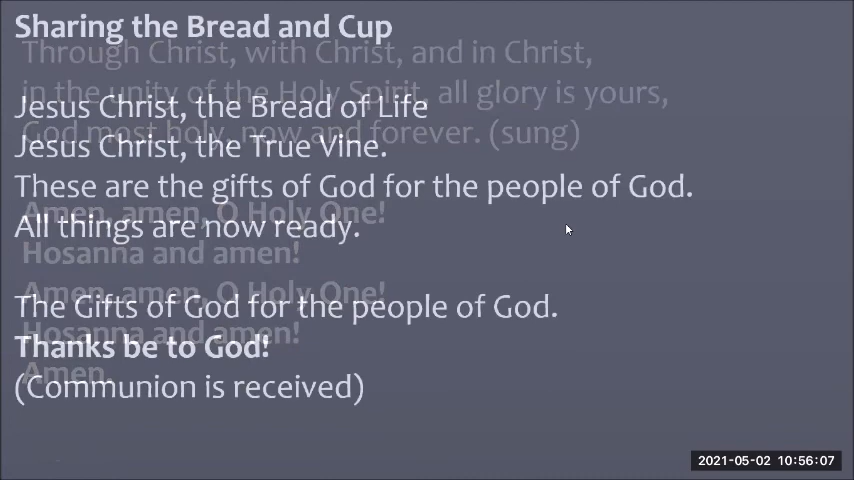 Sharing the Bread and Cup
Through Christ, with Christ, and in Christ,
in the unity of the Holy Spirit, all glory is yours,
Jesus Christ, the Bread of Life
God most holy, now and forever. (sung)
Jesus Christ, the True Vine.
These are the gifts of God for the people of God.
Amen, amen, O Holy One!
All things are now ready.
Hosanna and amen!
Amen, amen, O Holy One!
The Gifts of God for the people of God.
Hosanna and amen!
Thanks be to God!
Amen.
(Communion is received)
2021-05-02 10:56:07